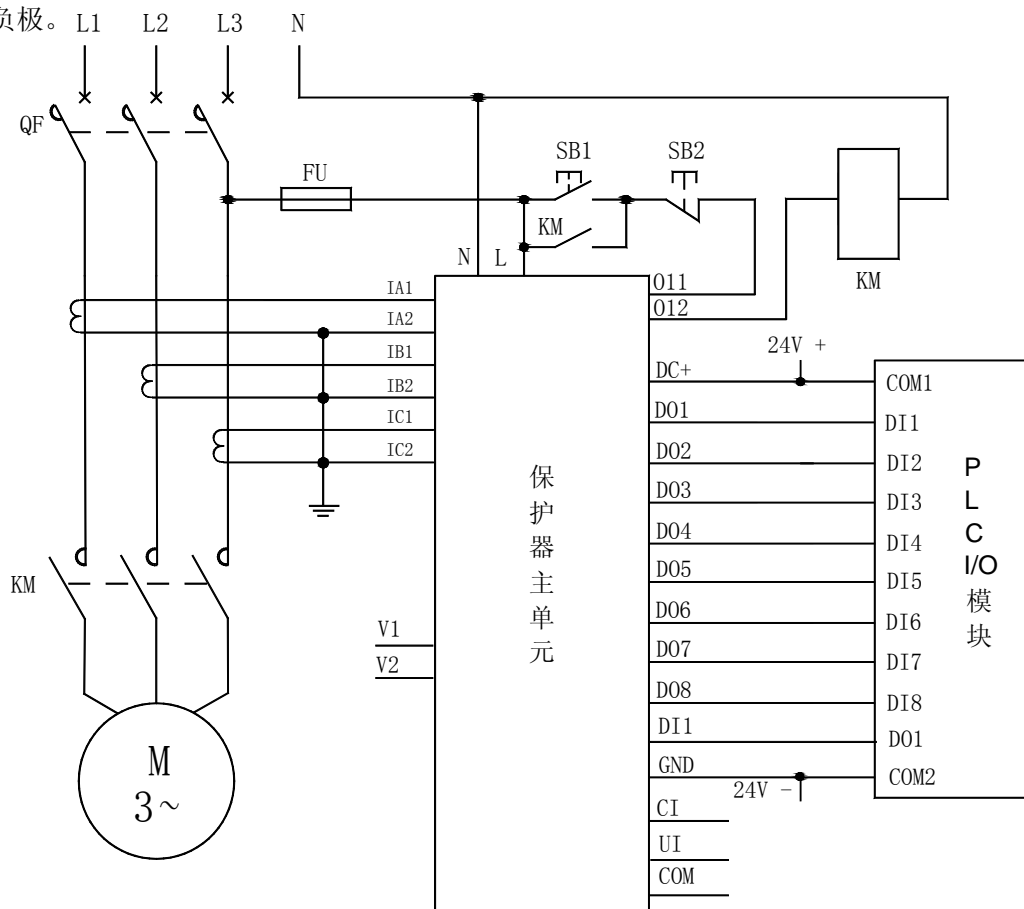 负极。
L1 L2 L3 N
QF
FU
SB1 SB2
KM
N L
KM
IA1
IA2
IB1
IB2
IC1
IC2
O11
O12
24V +
DC+
DO1
DO2
DO3
DO4
DO5
DO6
DO7
DO8
DI1
GND
24V -
CI
UI
COM
COM1
DI1
DI2
DI3
DI4
DI5
DI6
DI7
DI8
DO1
COM2
P
L
C
I/O
模
块
保
护
器
主
单
元
KM
V1
V2
M
3~